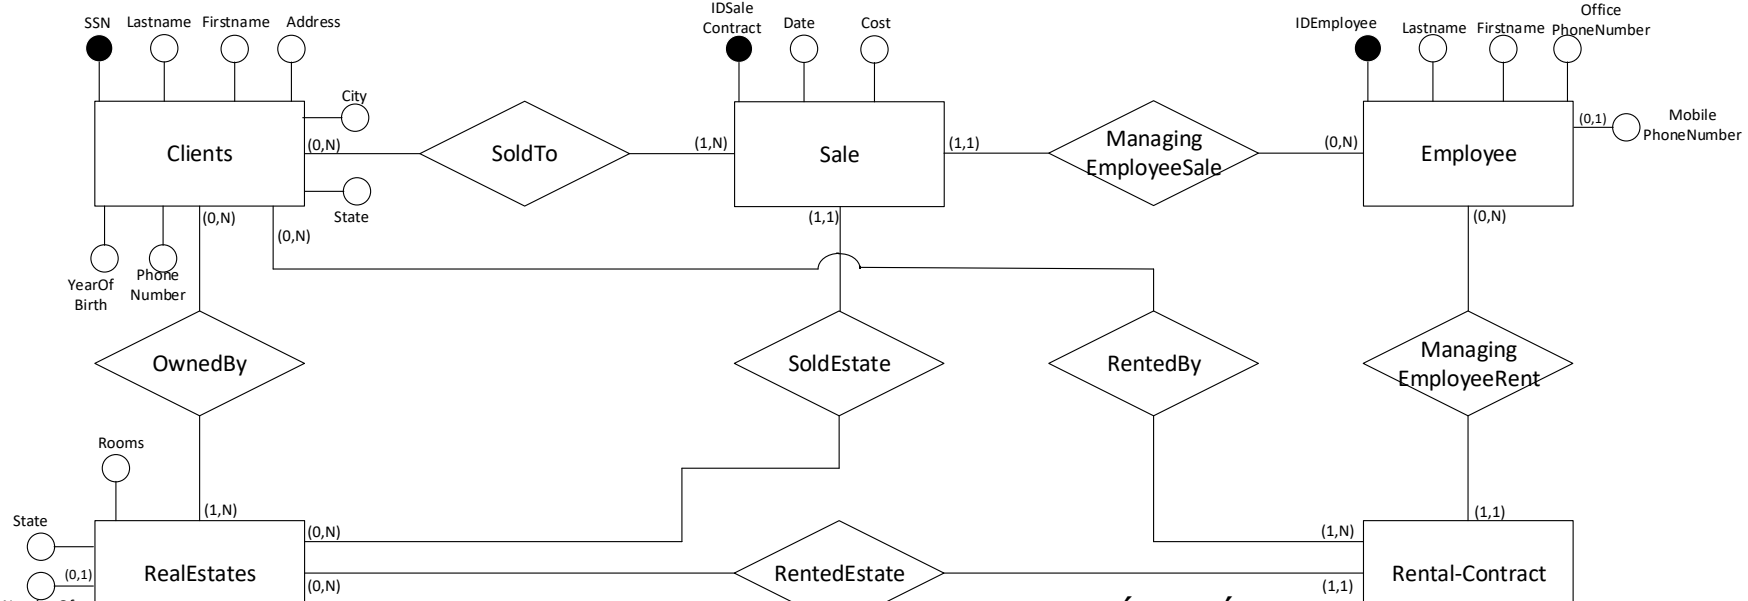 SSN
Lastname
Firstname
Address
IDSale
Contract
Date
Cost
IDEmployee
Lastname
Firstname
Office
PhoneNumber
City
(0,1)
Mobile
PhoneNumber
Clients
(0,N)
SoldTo
(1,N)
Sale
(1,1)
Managing
EmployeeSale
(0,N)
Employee
State
(0,N)
(0,N)
(1,1)
(0,N)
YearOf
Birth
Phone
Number
OwnedBy
SoldEstate
RentedBy
Managing
EmployeeRent
Rooms
(1,N)
(1,1)
State
(0,N)
(1,N)
(0,1)
RealEstates
(0,N)
RentedEstate
(1,1)
Rental-Contract